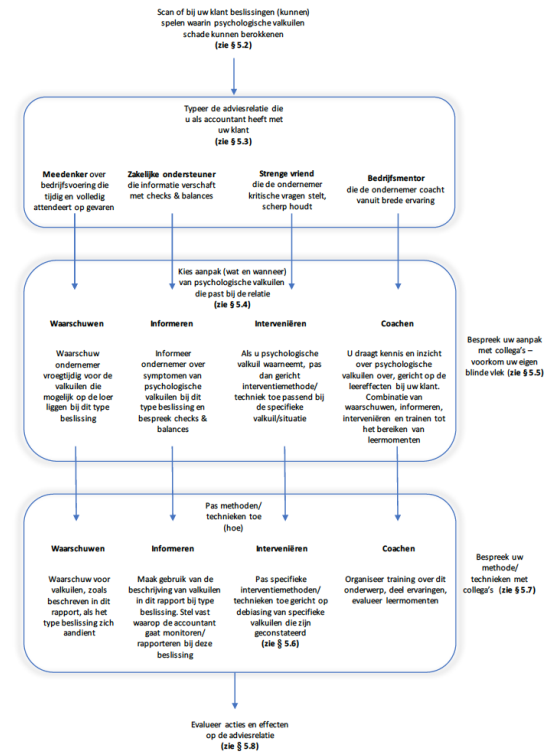 Scan of bij uw klant beslissingen (kunnen)
spelen waarin psychologische valkuilen
schade kunnen berokkenen
(zie § 5.2)
Typeer de adviesrelatie die
u als accountant heeft met
uw klant
(zie § 5.3)
Meedenker over
bedrijfsvoering die
tijdig en volledig
attendeert op gevaren
Zakelijke ondersteuner
die informatie verschaft
met checks & balances
Strenge vriend
die de ondernemer
kritische vragen stelt,
scherp houdt
Bedrijfsmentor
die de ondernemer coacht
vanuit brede ervaring
Kies aanpak (wat en wanneer)
van psychologische valkuilen
die past bij de relatie
(zie § 5.4)
Waarschuwen
Waarschuw
ondernemer
vroegtijdig voor de
valkuilen die
mogelijk op de loer
liggen bij dit type
beslissing
Informeren
Informeer
ondernemer over
symptomen van
psychologische
valkuilen bij dit
type beslissing en
bespreek checks &
balances
Interveniëren
Als u psychologische
valkuil waarneemt, pas
dan gericht
interventiemethode/
techniek toe passend bij
de specifieke
valkuil/situatie
Coachen
U draagt kennis en inzicht
over psychologische
valkuilen over, gericht op de
leereffecten bij uw klant.
Combinatie van
waarschuwen, informeren,
interveniëren en trainen tot
het bereiken van
leermomenten
Bespreek uw aanpak
met collega's –
voorkom uw eigen
blinde vlek (zie § 5.5)
Pas methoden/
technieken toe
(hoe)
Waarschuwen
Waarschuw voor
valkuilen, zoals
beschreven in dit
rapport, als het
type beslissing zich
aandient
Informeren
Maak gebruik van de
beschrijving van valkuilen
in dit rapport bij type
beslissing. Stel vast
waarop de accountant
gaat monitoren/
rapporteren bij deze
beslissing
Interveniëren
Pas specifieke
interventiemethoden/
technieken toe gericht op
debiasing van specifieke
valkuilen die zijn
geconstateerd
(zie § 5.6)
Coachen
Organiseer training over dit
onderwerp, deel ervaringen,
evalueer leermomenten
Bespreek uw
methode/
technieken met
collega's (zie § 5.7)
Evalueer acties en effecten
op de adviesrelatie
(zie § 5.8)